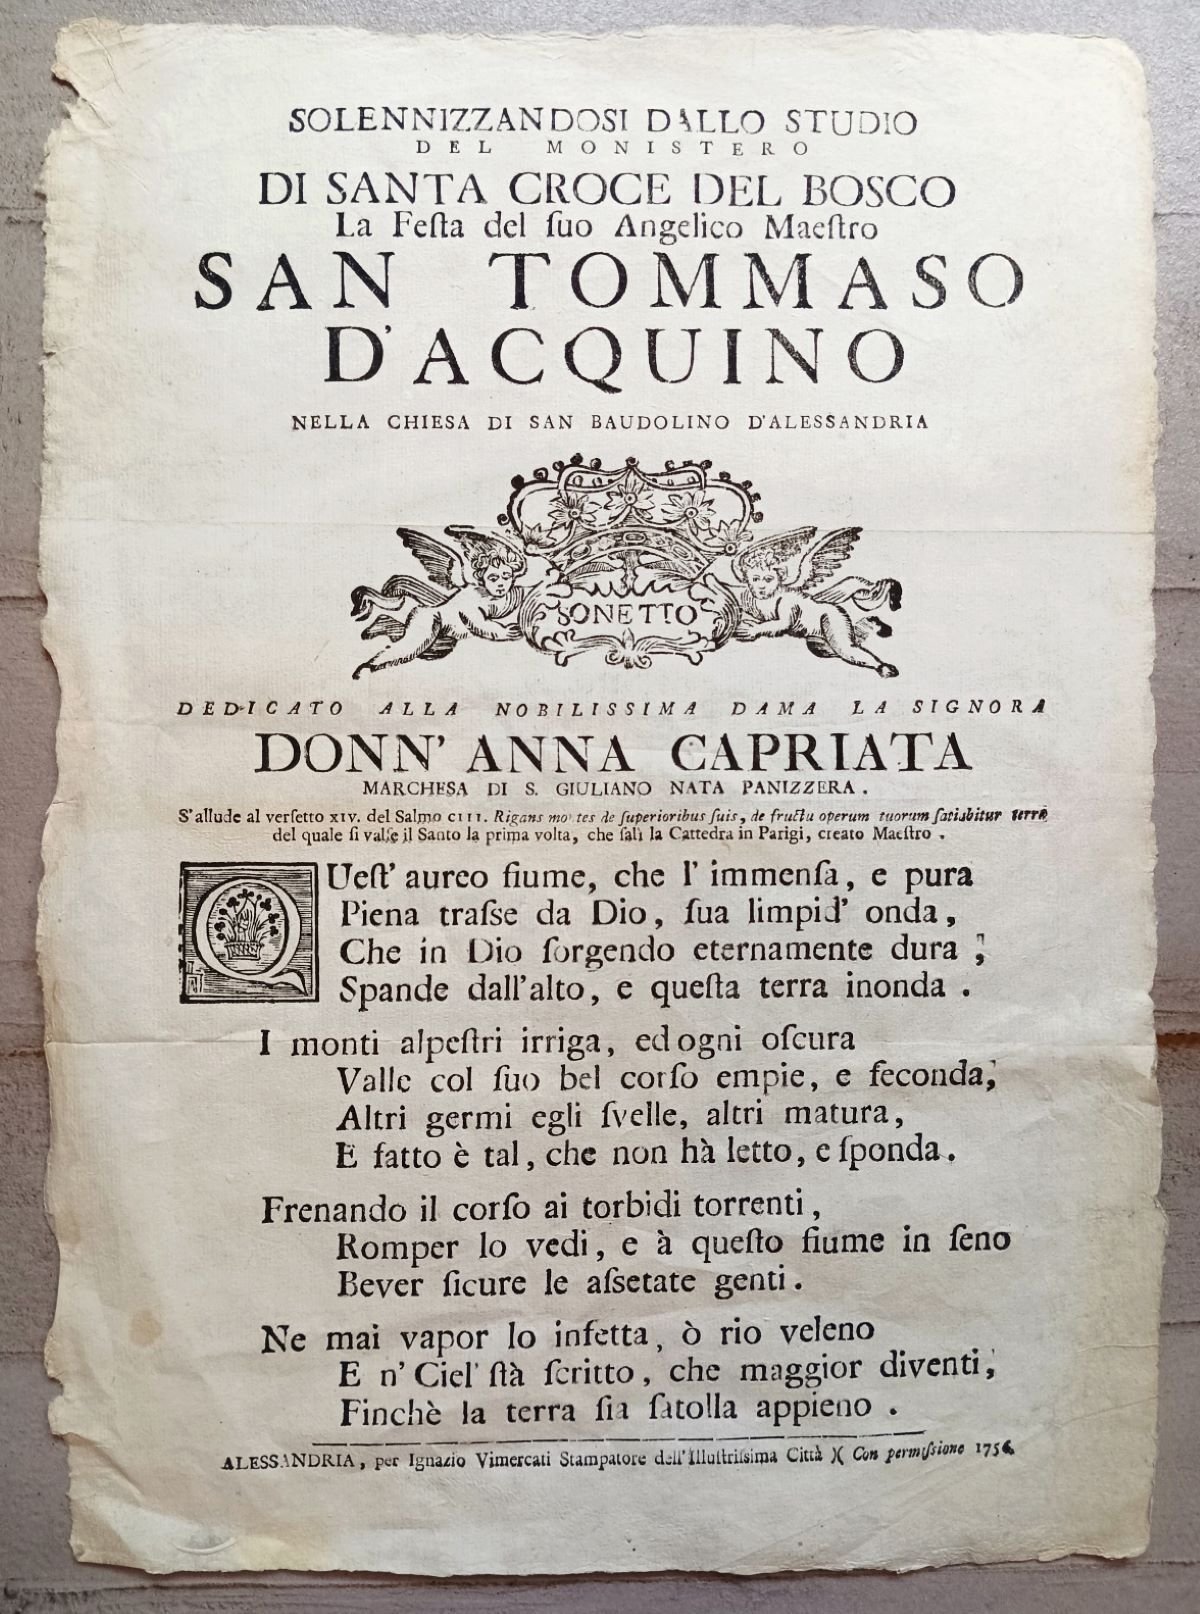 SOLENNIZZANDOSI DALLO STUDIO
DEL MONISTERO
DI SANTA CROCE DEL BOSCO
La Feſta del ſuo Angelico Maeſtro
SAN TOMMASO
D'ACQUINO
NELLA CHIESA DI SAN BAUDOLINO D'ALESSANDRIA
SONETTO
DEDICATO ALLA NOBILISSIMA DAMA LA SIGNORA
DONN' ANNA CAPRIATA
MARCHESA DI S. GIULIANO NATA PANIZZERA.
S'allude al verſetto XIV. del Salmo CIII. Rigans montes de ſuperioribus ſuis, de fructu operum tuorum ſatiabitur terra
del quale ſi valſe il Santo la prima volta, che ſalì la Cattedra in Parigi, creato Maeſtro.
QUeſt' aureo fiume, che l' immenſa, e pura
Piena traſse da Dio, ſua limpid' onda,
Che in Dio ſorgendo eternamente dura;
Spande dall'alto, e queſta terra inonda.
I monti alpeſtri irriga, ed ogni oſcura
Valle col ſuo bel corſo empie, e feconda;
Altri germi egli ſvelle, altri matura,
E fatto è tal, che non hà letto, e ſponda.
Frenando il corſo ai torbidi torrenti,
Romper lo vedi, e à queſto fiume in ſeno
Bever ſicure le aſsetate genti.
Ne mai vapor lo infetta, ò rio veleno
E n' Ciel' ſtà ſcritto, che maggior diventi;
Finchè la terra ſia ſatolla appieno.
ALESSANDRIA, per Ignazio Vimercati Stampatore dell'Illuſtriſsima Città )( Con permiſſione 1756.